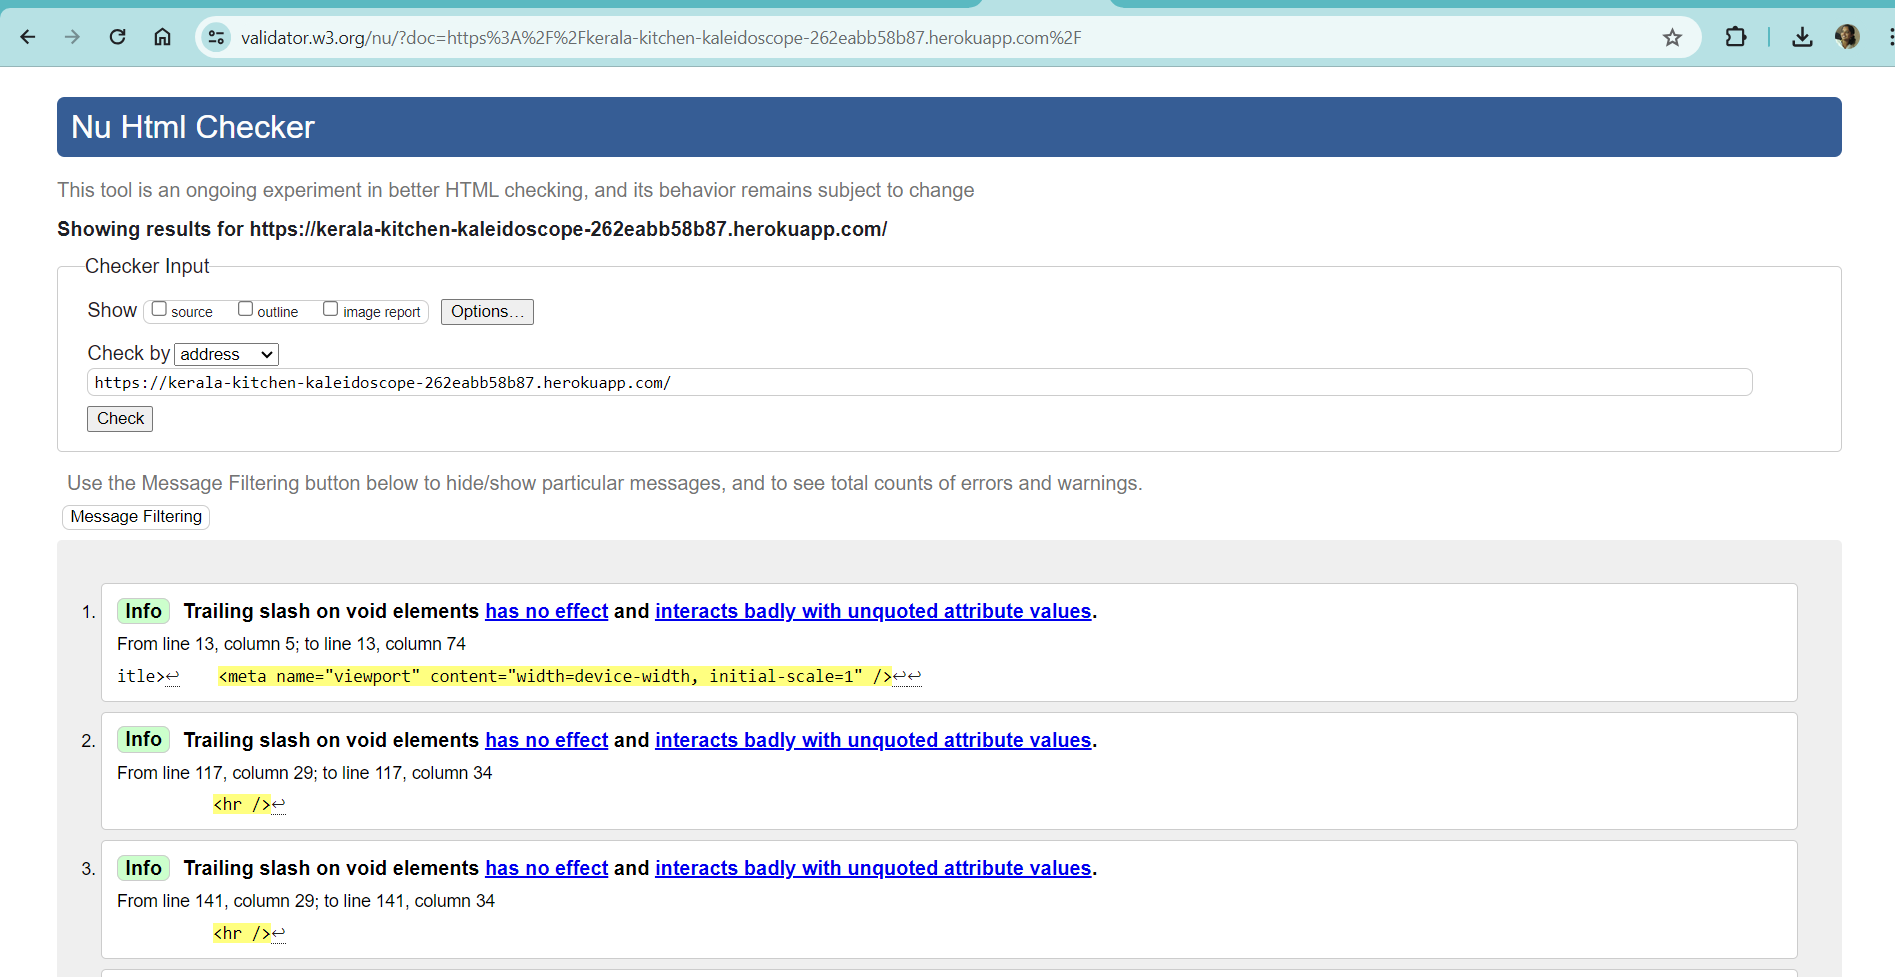 validator.w3.org/nu/?doc=https%3A%2F%2Fkerala-kitchen-kaleidoscope-262eabb58b87.herokuapp.com%2F
Nu Html Checker
This tool is an ongoing experiment in better HTML checking, and its behavior remains subject to change
Showing results for https://kerala-kitchen-kaleidoscope-262eabb58b87.herokuapp.com/
Checker Input
Show source outline image report Options...
Check by address
https://kerala-kitchen-kaleidoscope-262eabb58b87.herokuapp.com/
Check
Use the Message Filtering button below to hide/show particular messages, and to see total counts of errors and warnings.
Message Filtering
1. Info Trailing slash on void elements has no effect and interacts badly with unquoted attribute values.
From line 13, column 5; to line 13, column 74
itle>↩ <meta name="viewport" content="width=device-width, initial-scale=1" />↩↩
2. Info Trailing slash on void elements has no effect and interacts badly with unquoted attribute values.
From line 117, column 29; to line 117, column 34
<hr />↩
3. Info Trailing slash on void elements has no effect and interacts badly with unquoted attribute values.
From line 141, column 29; to line 141, column 34
<hr />↩